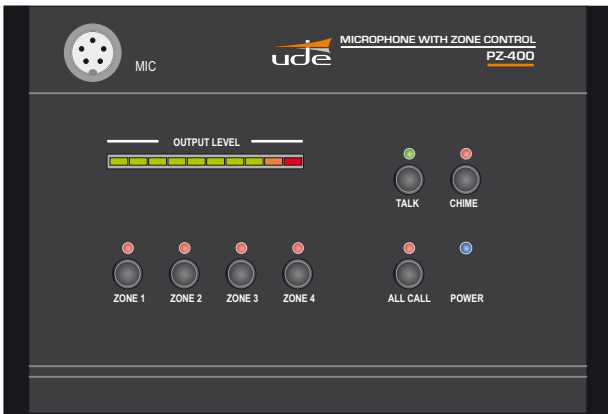 MICROPHONE WITH ZONE CONTROL
ude
PZ-400
MIC
OUTPUT LEVEL
TALK
CHIME
ZONE 1
ZONE 2
ZONE 3
ZONE 4
ALL CALL
POWER